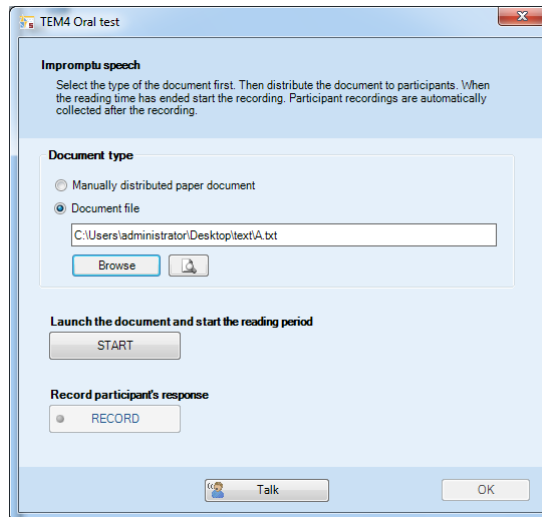 TEM4 Oral test
Impromptu speech
Select the type of the document first. Then distribute the document to participants. When
the reading time has ended start the recording. Participant recordings are automatically
collected after the recording.
Document type
Manually distributed paper document
Document file
C:\Users\administrator\Desktop\text\A.txt
Browse
Launch the document and start the reading period
START
Record participant's response
RECORD
Talk
OK